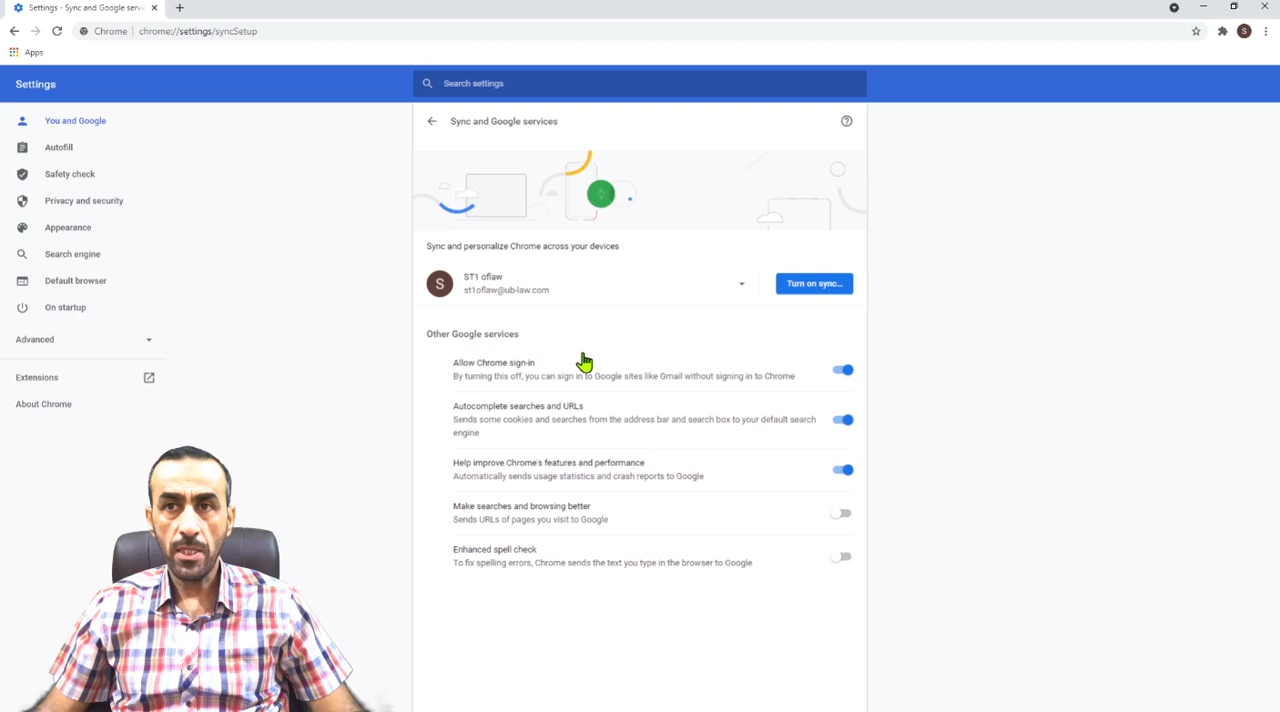 Settings - Sync and Google servi
Chrome
chrome://settings/syncSetup
S
Apps
Settings
Search settings
You and Google
Autofill
Safety check
Privacy and security
Appearance
Search engine
Default browser
On startup
Advanced
Extensions
About Chrome
Sync and Google services
Sync and personalize Chrome across your devices
S
ST1 oflaw
st1oflaw@ub-law.com
Turn on sync...
Other Google services
Allow Chrome sign-in
By turning this off, you can sign in to Google sites like Gmail without signing in to Chrome
Autocomplete searches and URLs
Sends some cookies and searches from the address bar and search box to your default search
engine
Help improve Chrome's features and performance
Automatically sends usage statistics and crash reports to Google
Make searches and browsing better
Sends URLs of pages you visit to Google
Enhanced spell check
To fix spelling errors, Chrome sends the text you type in the browser to Google